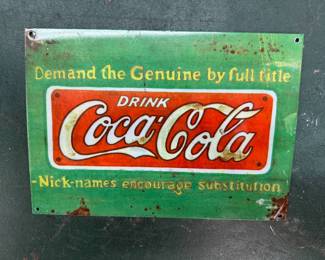 Demand the Genuine by full title
DRINK
Coca-Cola
-Nick-names encourage substitution